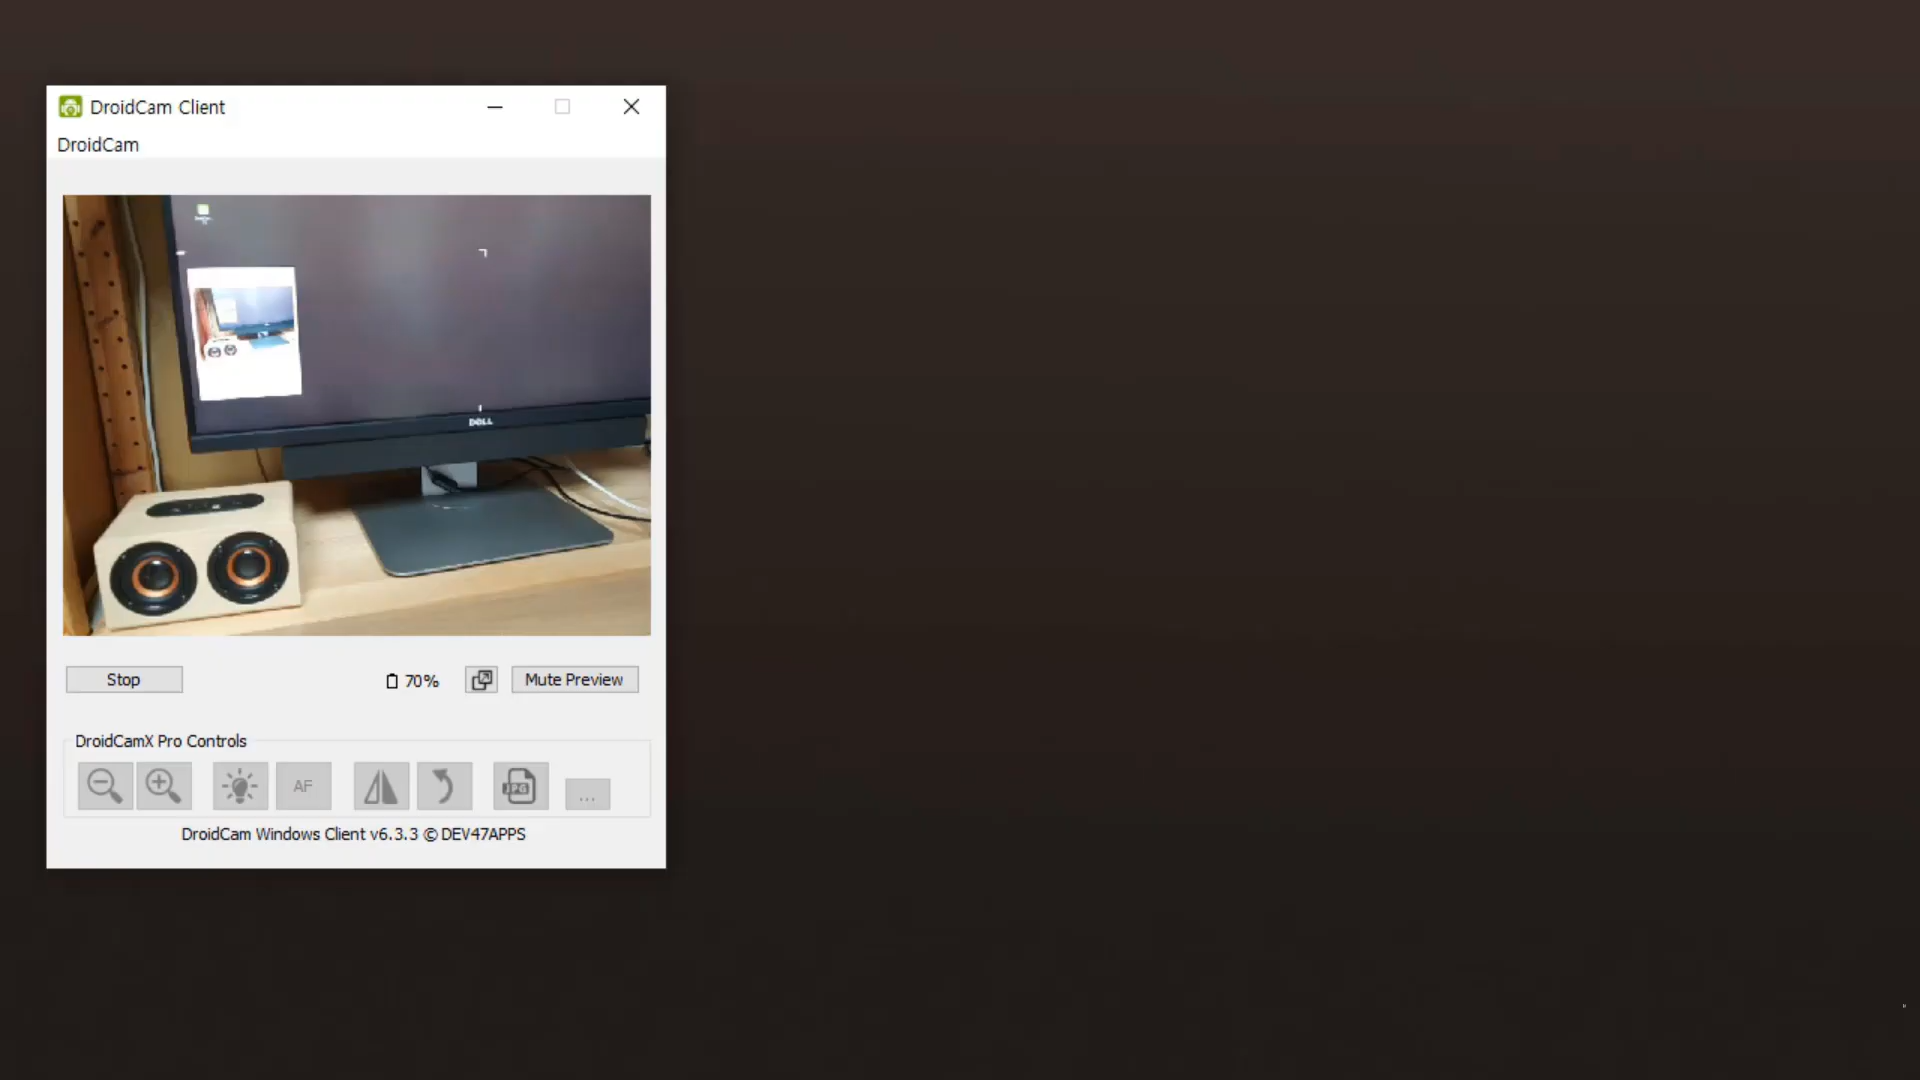 DroidCam Client
DroidCam
DELL
Stop
70%
Mute Preview
DroidCamX Pro Controls
AF
JPG
...
DroidCam Windows Client v6.3.3 © DEV47APPS